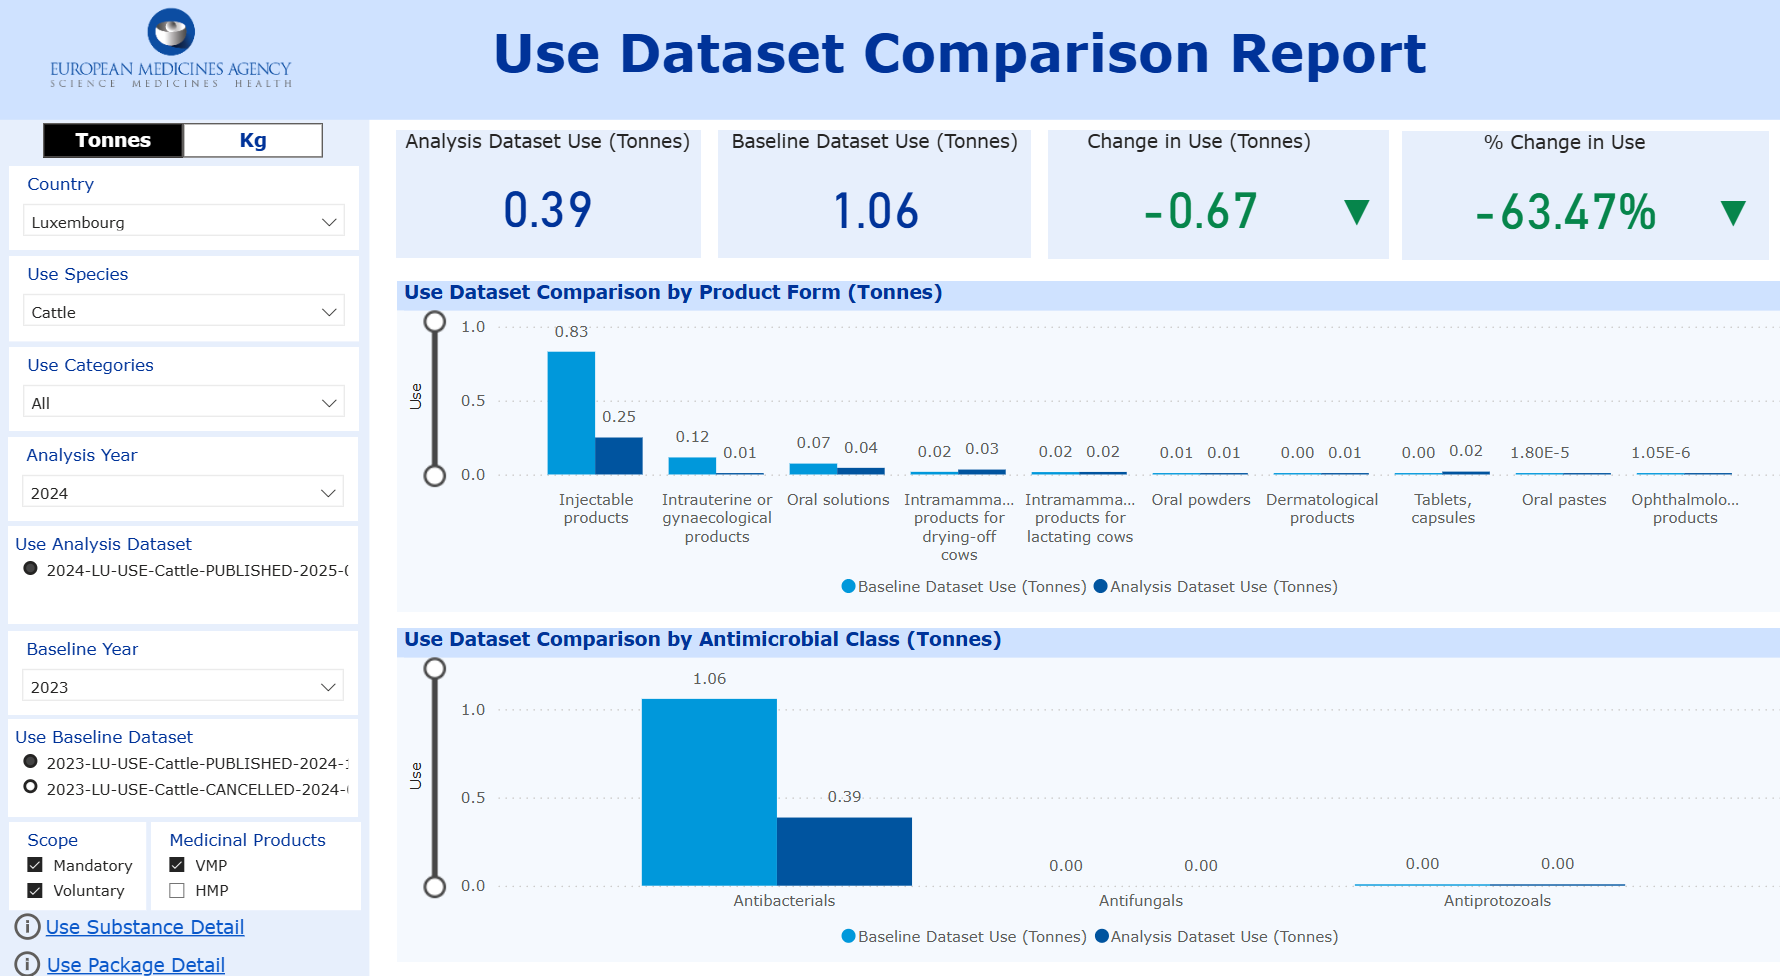 EUROPEAN MEDICINES AGENCY
SCIENCE MEDICINES HEALTH
Use Dataset Comparison Report
Tonnes
Kg
Country
Luxembourg
Use Species
Cattle
Use Categories
All
Analysis Year
2024
Use Analysis Dataset
2024-LU-USE-Cattle-PUBLISHED-2025-
Baseline Year
2023
Use Baseline Dataset
2023-LU-USE-Cattle-PUBLISHED-2024-
2023-LU-USE-Cattle-CANCELLED-2024-
Scope
Mandatory
Voluntary
Medicinal Products
VMP
HMP
Use Substance Detail
Use Package Detail
Analysis Dataset Use (Tonnes)
0.39
Baseline Dataset Use (Tonnes)
1.06
Change in Use (Tonnes)
-0.67 ▼
% Change in Use
-63.47% ▼
Use Dataset Comparison by Product Form (Tonnes)
Use
1.0
0.5
0.0
0.83
0.25
0.12
0.01
0.07
0.04
0.02
0.03
0.02
0.02
0.01
0.01
0.00
0.01
0.00
0.02
1.80E-5
1.05E-6
Injectable
products
Intrauterine or
gynaecological
products
Oral solutions
Intramamma...
products for
drying-off
cows
Intramamma...
products for
lactating cows
Oral powders
Dermatological
products
Tablets,
capsules
Oral pastes
Ophthalmolo...
products
Baseline Dataset Use (Tonnes)
Analysis Dataset Use (Tonnes)
Use Dataset Comparison by Antimicrobial Class (Tonnes)
Use
1.0
0.5
0.0
1.06
0.39
0.00
0.00
0.00
0.00
Antibacterials
Antifungals
Antiprotozoals
Baseline Dataset Use (Tonnes)
Analysis Dataset Use (Tonnes)